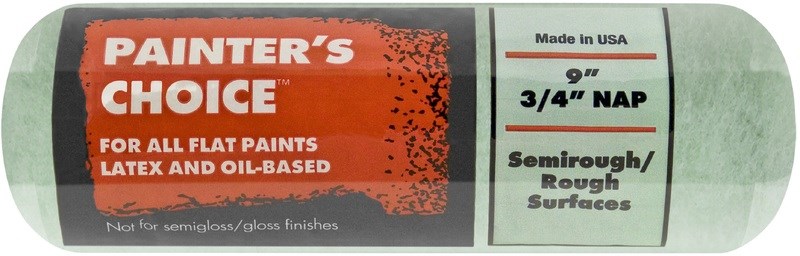 PAINTER'S
CHOICE™
FOR ALL FLAT PAINTS
LATEX AND OIL-BASED
Not for semigloss/gloss finishes
Made in USA
9"
3/4" NAP
Semirough/
Rough
Surfaces